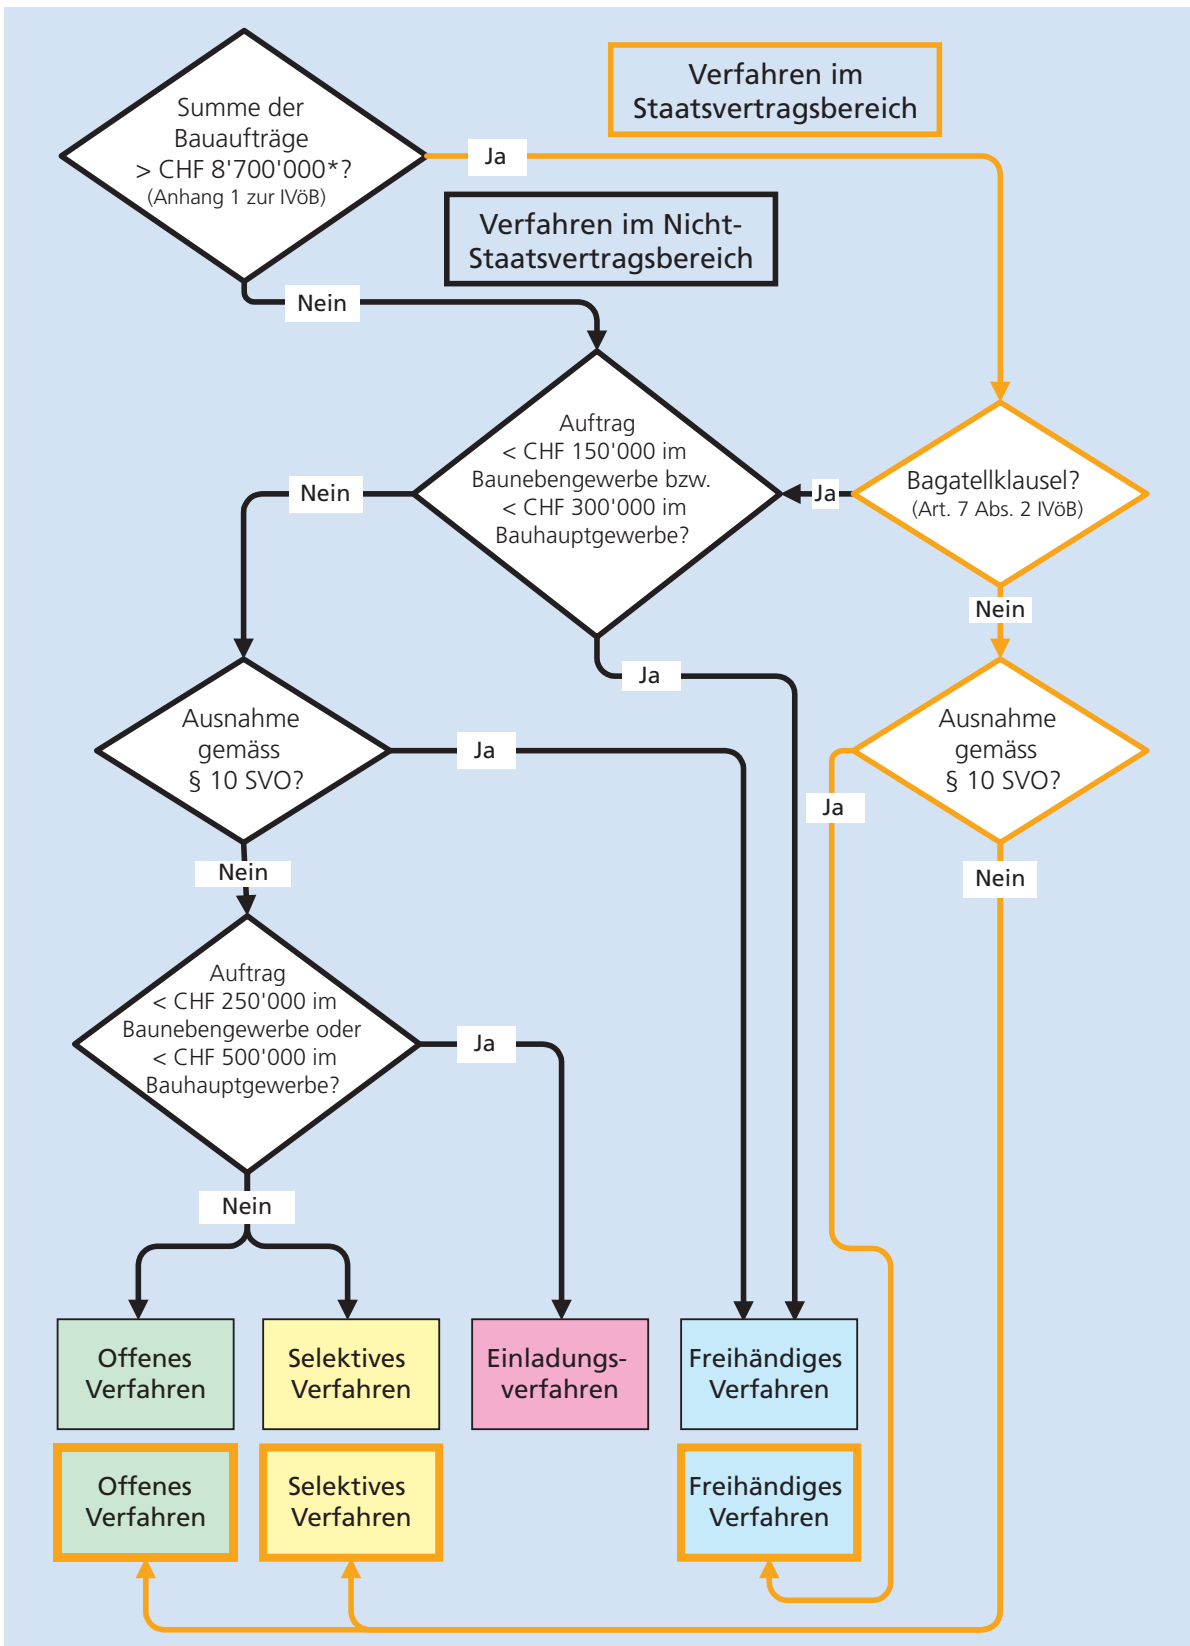 Summe der
Bauaufträge
> CHF 8'700'000*?
(Anhang 1 zur IVöB)
Verfahren im
Staatsvertragsbereich
Ja
Verfahren im Nicht-
Staatsvertragsbereich
Nein
Auftrag
< CHF 150'000 im
Baunebengewerbe bzw.
< CHF 300'000 im
Bauhauptgewerbe?
Nein
Ja
Bagatellklausel?
(Art. 7 Abs. 2 IVöB)
Nein
Ja
Ausnahme
gemäss
§ 10 SVO?
Ja
Ausnahme
gemäss
§ 10 SVO?
Ja
Nein
Nein
Auftrag
< CHF 250'000 im
Baunebengewerbe oder
< CHF 500'000 im
Bauhauptgewerbe?
Ja
Nein
Offenes
Verfahren
Selektives
Verfahren
Einladungs-
verfahren
Freihändiges
Verfahren
Offenes
Verfahren
Selektives
Verfahren
Freihändiges
Verfahren